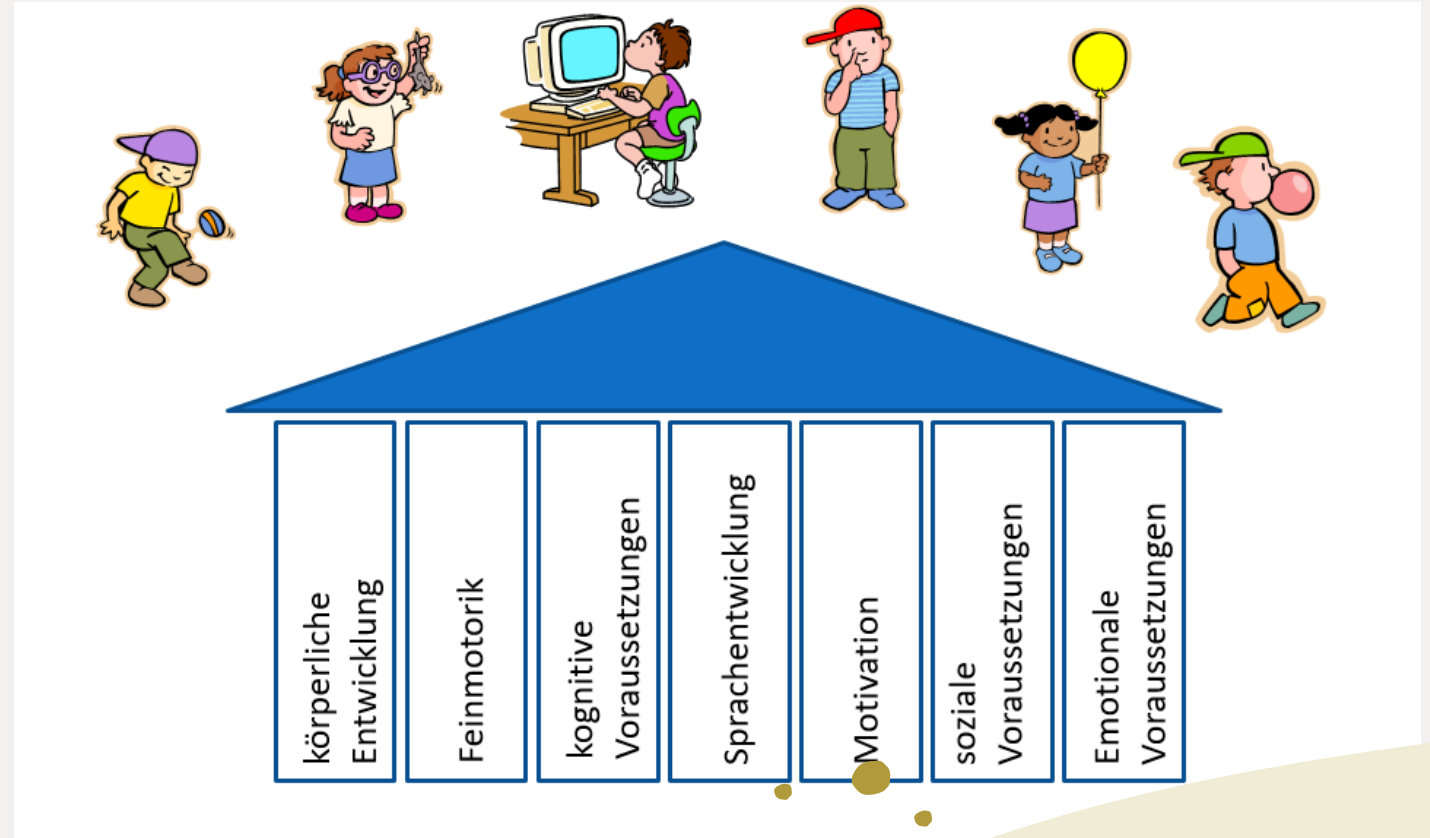 körperliche
Entwicklung
Feinmotorik
kognitive
Voraussetzungen
Sprachentwicklung
Motivation
soziale
Voraussetzungen
Emotionale
Voraussetzungen